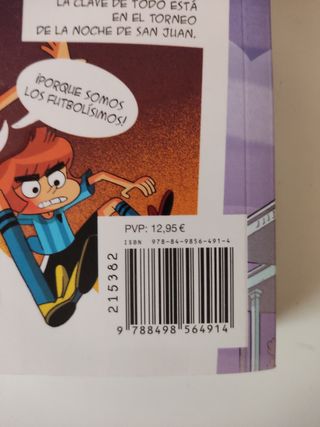 LA CLAVE DE TODO ESTÁ
EN EL TORNEO
DE LA NOCHE DE SAN JUAN.
¡PORQUE SOMOS
LOS FUTBOLÍSIMOS!
PVP: 12,95 €
ISBN 978-84-9856-491-4
215382
9 788498 564914